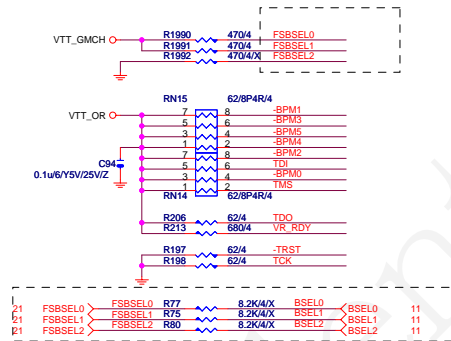 R1990 470/4 FSBSEL0
VTT_GMCH R1991 470/4 FSBSEL1
R1992 470/4/X FSBSEL2
RN15 62/8P4R/4
VTT_OR 7 8 -BPM1
5 6 -BPM3
3 4 -BPM5
1 2 -BPM4
C94 7 8 -BPM2
0.1u/6/Y5V/25V/Z 5 6 TDI
3 4 -BPM0
1 2 TMS
RN14 62/8P4R/4
R206 62/4 TDO
R213 680/4 VR_RDY
R197 62/4 -TRST
R198 62/4 TCK
21 FSBSEL0 FSBSEL0 R77 8.2K/4/X BSEL0 BSEL0 11
21 FSBSEL1 FSBSEL1 R75 8.2K/4/X BSEL1 BSEL1 11
21 FSBSEL2 FSBSEL2 R80 8.2K/4/X BSEL2 BSEL2 11